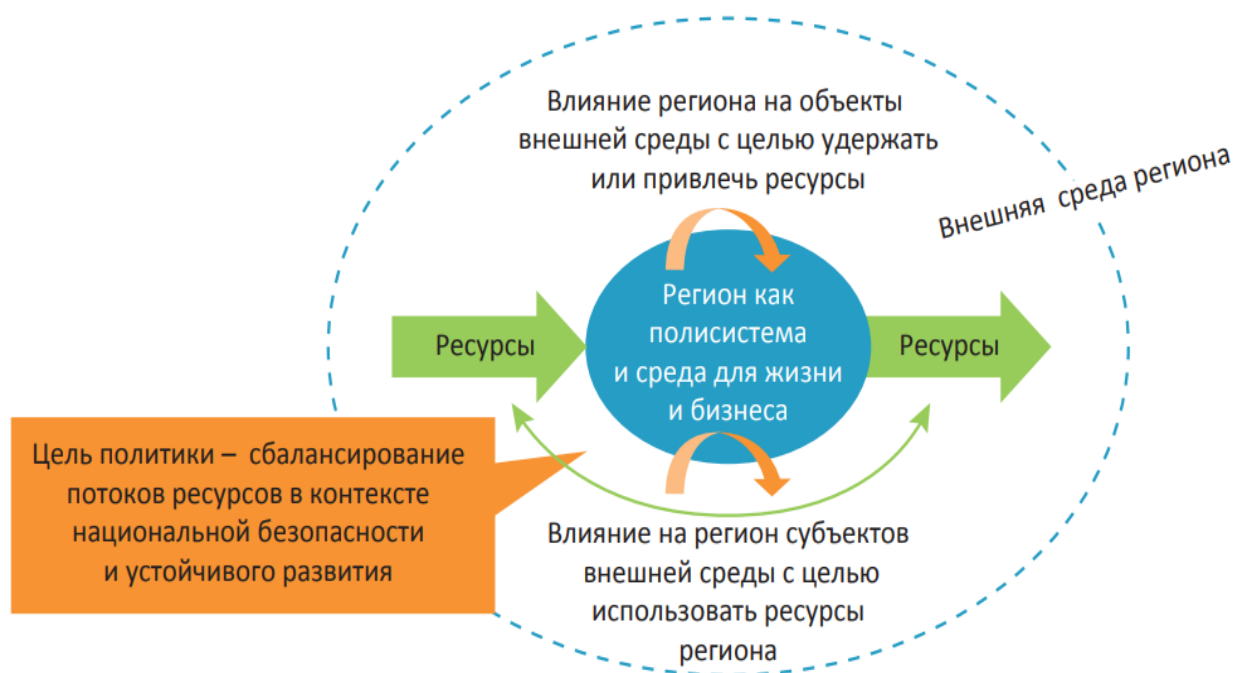 Влияние региона на объекты
внешней среды с целью удержать
или привлечь ресурсы
Внешняя среда региона
Регион как
полисистема
и среда для жизни
и бизнеса
Ресурсы
Ресурсы
Цель политики – сбалансирование
потоков ресурсов в контексте
национальной безопасности
и устойчивого развития
Влияние на регион субъектов
внешней среды с целью
использовать ресурсы
региона